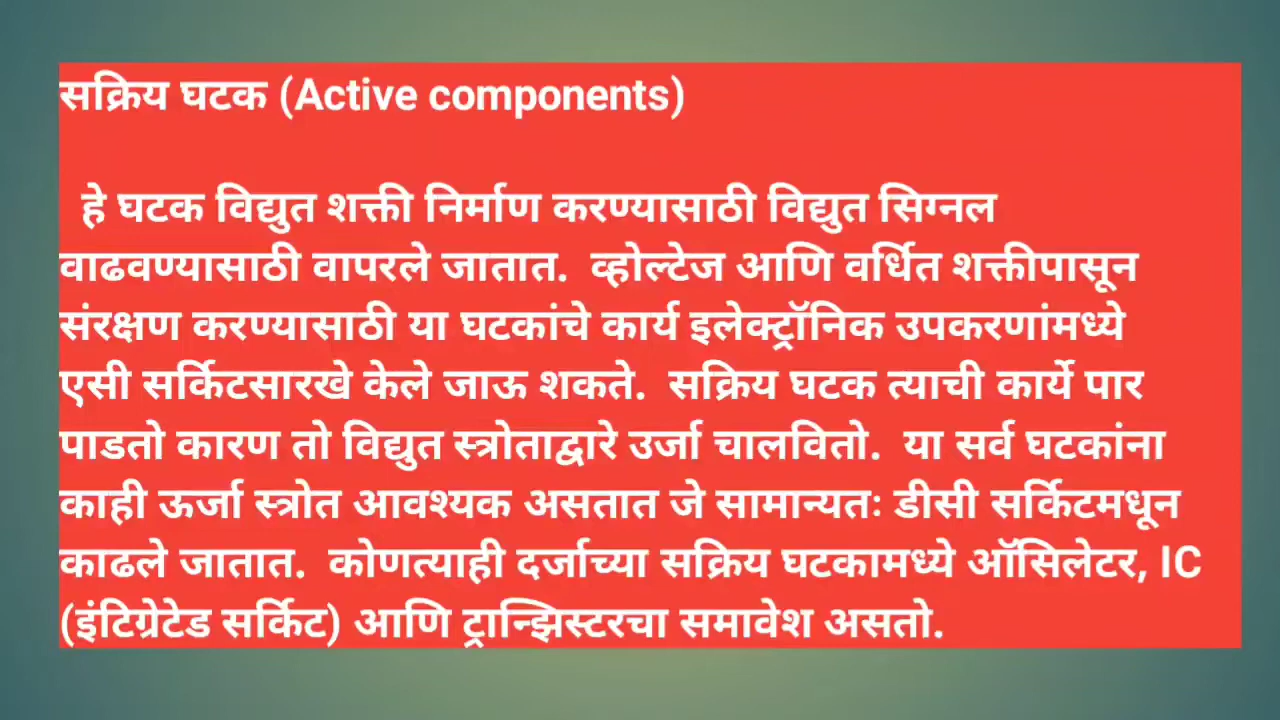 सक्रिय घटक (Active components)
हे घटक विद्युत शक्ती निर्माण करण्यासाठी विद्युत सिग्नल
वाढवण्यासाठी वापरले जातात. व्होल्टेज आणि वर्धित शक्तीपासून
संरक्षण करण्यासाठी या घटकांचे कार्य इलेक्ट्रॉनिक उपकरणांमध्ये
एसी सर्किटसारखे केले जाऊ शकते. सक्रिय घटक त्याची कार्ये पार
पाडतो कारण तो विद्युत स्त्रोताद्वारे उर्जा चालवितो. या सर्व घटकांना
काही ऊर्जा स्त्रोत आवश्यक असतात जे सामान्यतः डीसी सर्किटमधून
काढले जातात. कोणत्याही दर्जाच्या सक्रिय घटकामध्ये ऑसिलेटर, IC
(इंटिग्रेटेड सर्किट) आणि ट्रान्झिस्टरचा समावेश असतो.